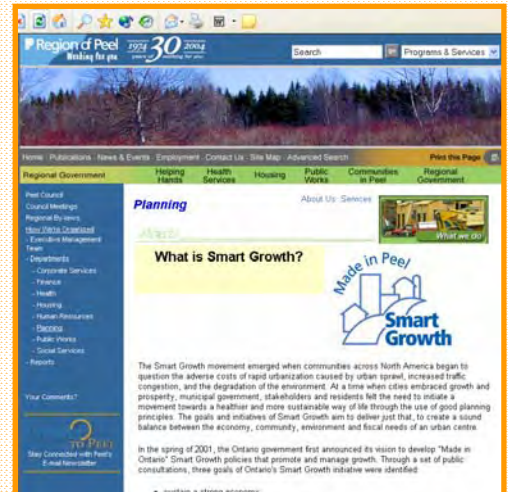 Region of Peel
Working for you
1974 30 2004
years of working for you
Search
Programs & Services
Home Publications News & Events Employment Contact Us Site Map Advanced Search
Print this Page
Regional Government
Helping Hands
Health Services
Housing
Public Works
Communities in Peel
Regional Government
Peel Council
Council Meetings
Regional By-laws
How We're Organized
- Executive Management
Team
- Departments
- Corporate Services
- Finance
- Health
- Housing
- Human Resources
- Planning
- Public Works
- Social Services
- Reports
Your Comments?
TO PEEL
Stay Connected with Peel's
E-mail Newsletter
Planning
About Us Services
What we do
What is Smart Growth?
Made in Peel
Smart
Growth
The Smart Growth movement emerged when communities across North America began to
question the adverse costs of rapid urbanization caused by urban sprawl, increased traffic
congestion, and the degradation of the environment. At a time when cities embraced growth and
prosperity, municipal government, stakeholders and residents felt the need to initiate a
movement towards a healthier and more sustainable way of life through the use of good planning
principles. The goals and initiatives of Smart Growth aim to deliver just that, to create a sound
balance between the economy, community, environment and fiscal needs of an urban centre.
In the spring of 2001, the Ontario government first announced its vision to develop "Made in
Ontario" Smart Growth policies that promote and manage growth. Through a set of public
consultations, three goals of Ontario's Smart Growth initiative were identified:
• sustain a strong economy